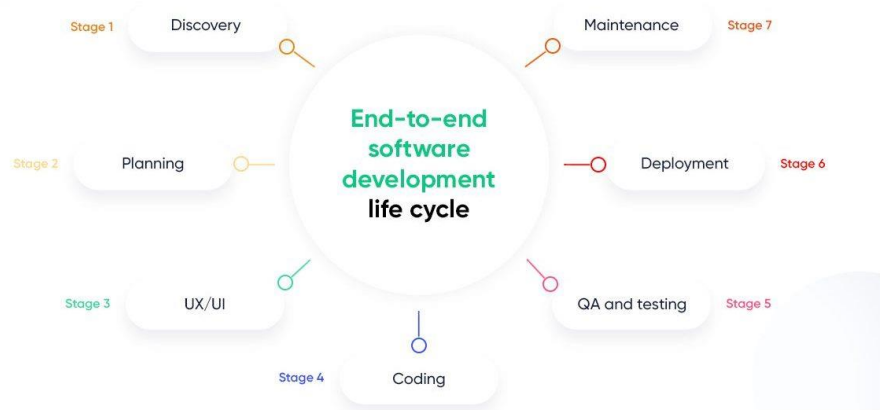 Stage 1
Discovery
Maintenance
Stage 7
End-to-end
software
development
life cycle
Stage 2
Planning
Deployment
Stage 6
Stage 3
UX/UI
QA and testing
Stage 5
Stage 4
Coding